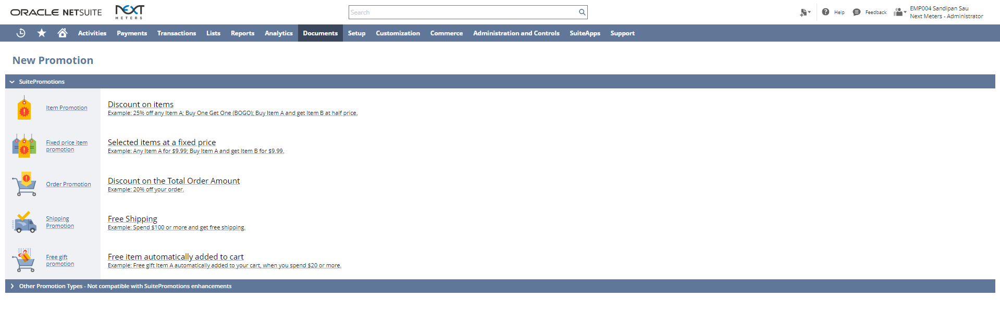 ORACLE NETSUITE
NEXT
METERS
Search
Help
Feedback
EMP004 Sandipan Sau
Next Meters - Administrator
Activities
Payments
Transactions
Lists
Reports
Analytics
Documents
Setup
Customization
Commerce
Administration and Controls
SuiteApps
Support
New Promotion
SuitePromotions
Item Promotion
Discount on items
Example: 25% off any Item A; Buy One Get One (BOGO); Buy Item A and get Item B at half price.
Fixed price item
promotion
Selected items at a fixed price
Example: Any Item A for $9.99; Buy Item A and get Item B for $9.99.
Order Promotion
Discount on the Total Order Amount
Example: 20% off your order.
Shipping
Promotion
Free Shipping
Example: Spend $100 or more and get free shipping.
Free gift
promotion
Free item automatically added to cart
Example: Free gift Item A automatically added to your cart, when you spend $20 or more.
Other Promotion Types - Not compatible with SuitePromotions enhancements